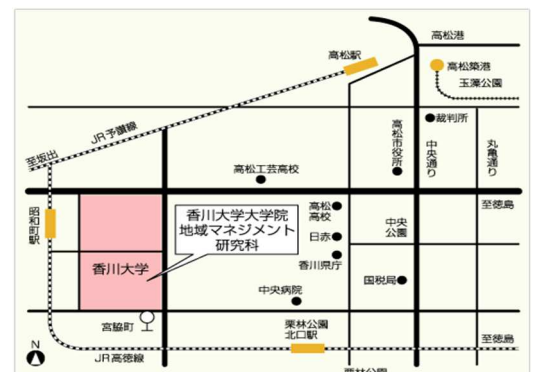 高松港
高松駅
高松築港
玉藻公園
JR予讃線
至坂出
裁判所
高松市役所
中央通り
丸亀通り
高松工芸高校
至徳島
昭和町駅
香川大学大学院
地域マネジメント
研究科
高松
高校
日赤
香川県庁
中央
公園
香川大学
国税局
中央病院
宮脇町
栗林公園
北口駅
至徳島
N
JR高徳線
栗林公園